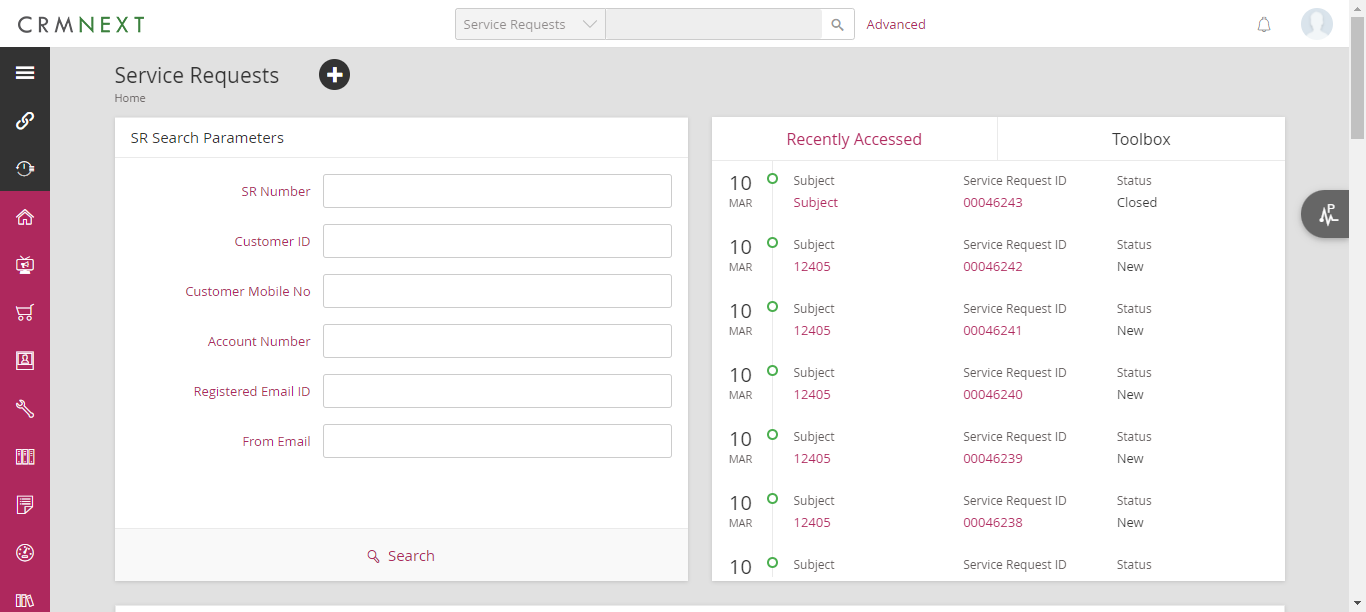 CRMNEXT
Service Requests
Advanced
Service Requests
Home
SR Search Parameters
SR Number
Customer ID
Customer Mobile No
Account Number
Registered Email ID
From Email
Search
Recently Accessed Toolbox
10 Subject Service Request ID Status
MAR Subject 00046243 Closed
10 Subject Service Request ID Status
MAR 12405 00046242 New
10 Subject Service Request ID Status
MAR 12405 00046241 New
10 Subject Service Request ID Status
MAR 12405 00046240 New
10 Subject Service Request ID Status
MAR 12405 00046239 New
10 Subject Service Request ID Status
MAR 12405 00046238 New
10 Subject Service Request ID Status
P